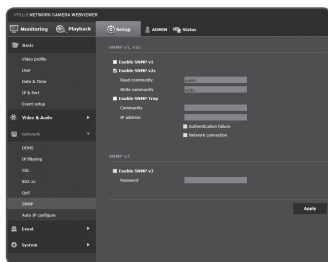 iPOLiS NETWORK CAMERA WEBVIEWER
Monitoring
Playback
Setup
ADMIN
Status
Basic
Video profile
User
Date & Time
IP & Port
Event setup
Video & Audio
Network
DDNS
IP filtering
SSL
802.1x
QoS
SNMP
Auto IP configure
Event
System
SNMP v1, v2c
Enable SNMP v1
Enable SNMP v2c
Read community
public
Write community
write
Enable SNMP Trap
Community
IP address
Authentication failure
Network connection
SNMP v3
Enable SNMP v3
Password
Apply